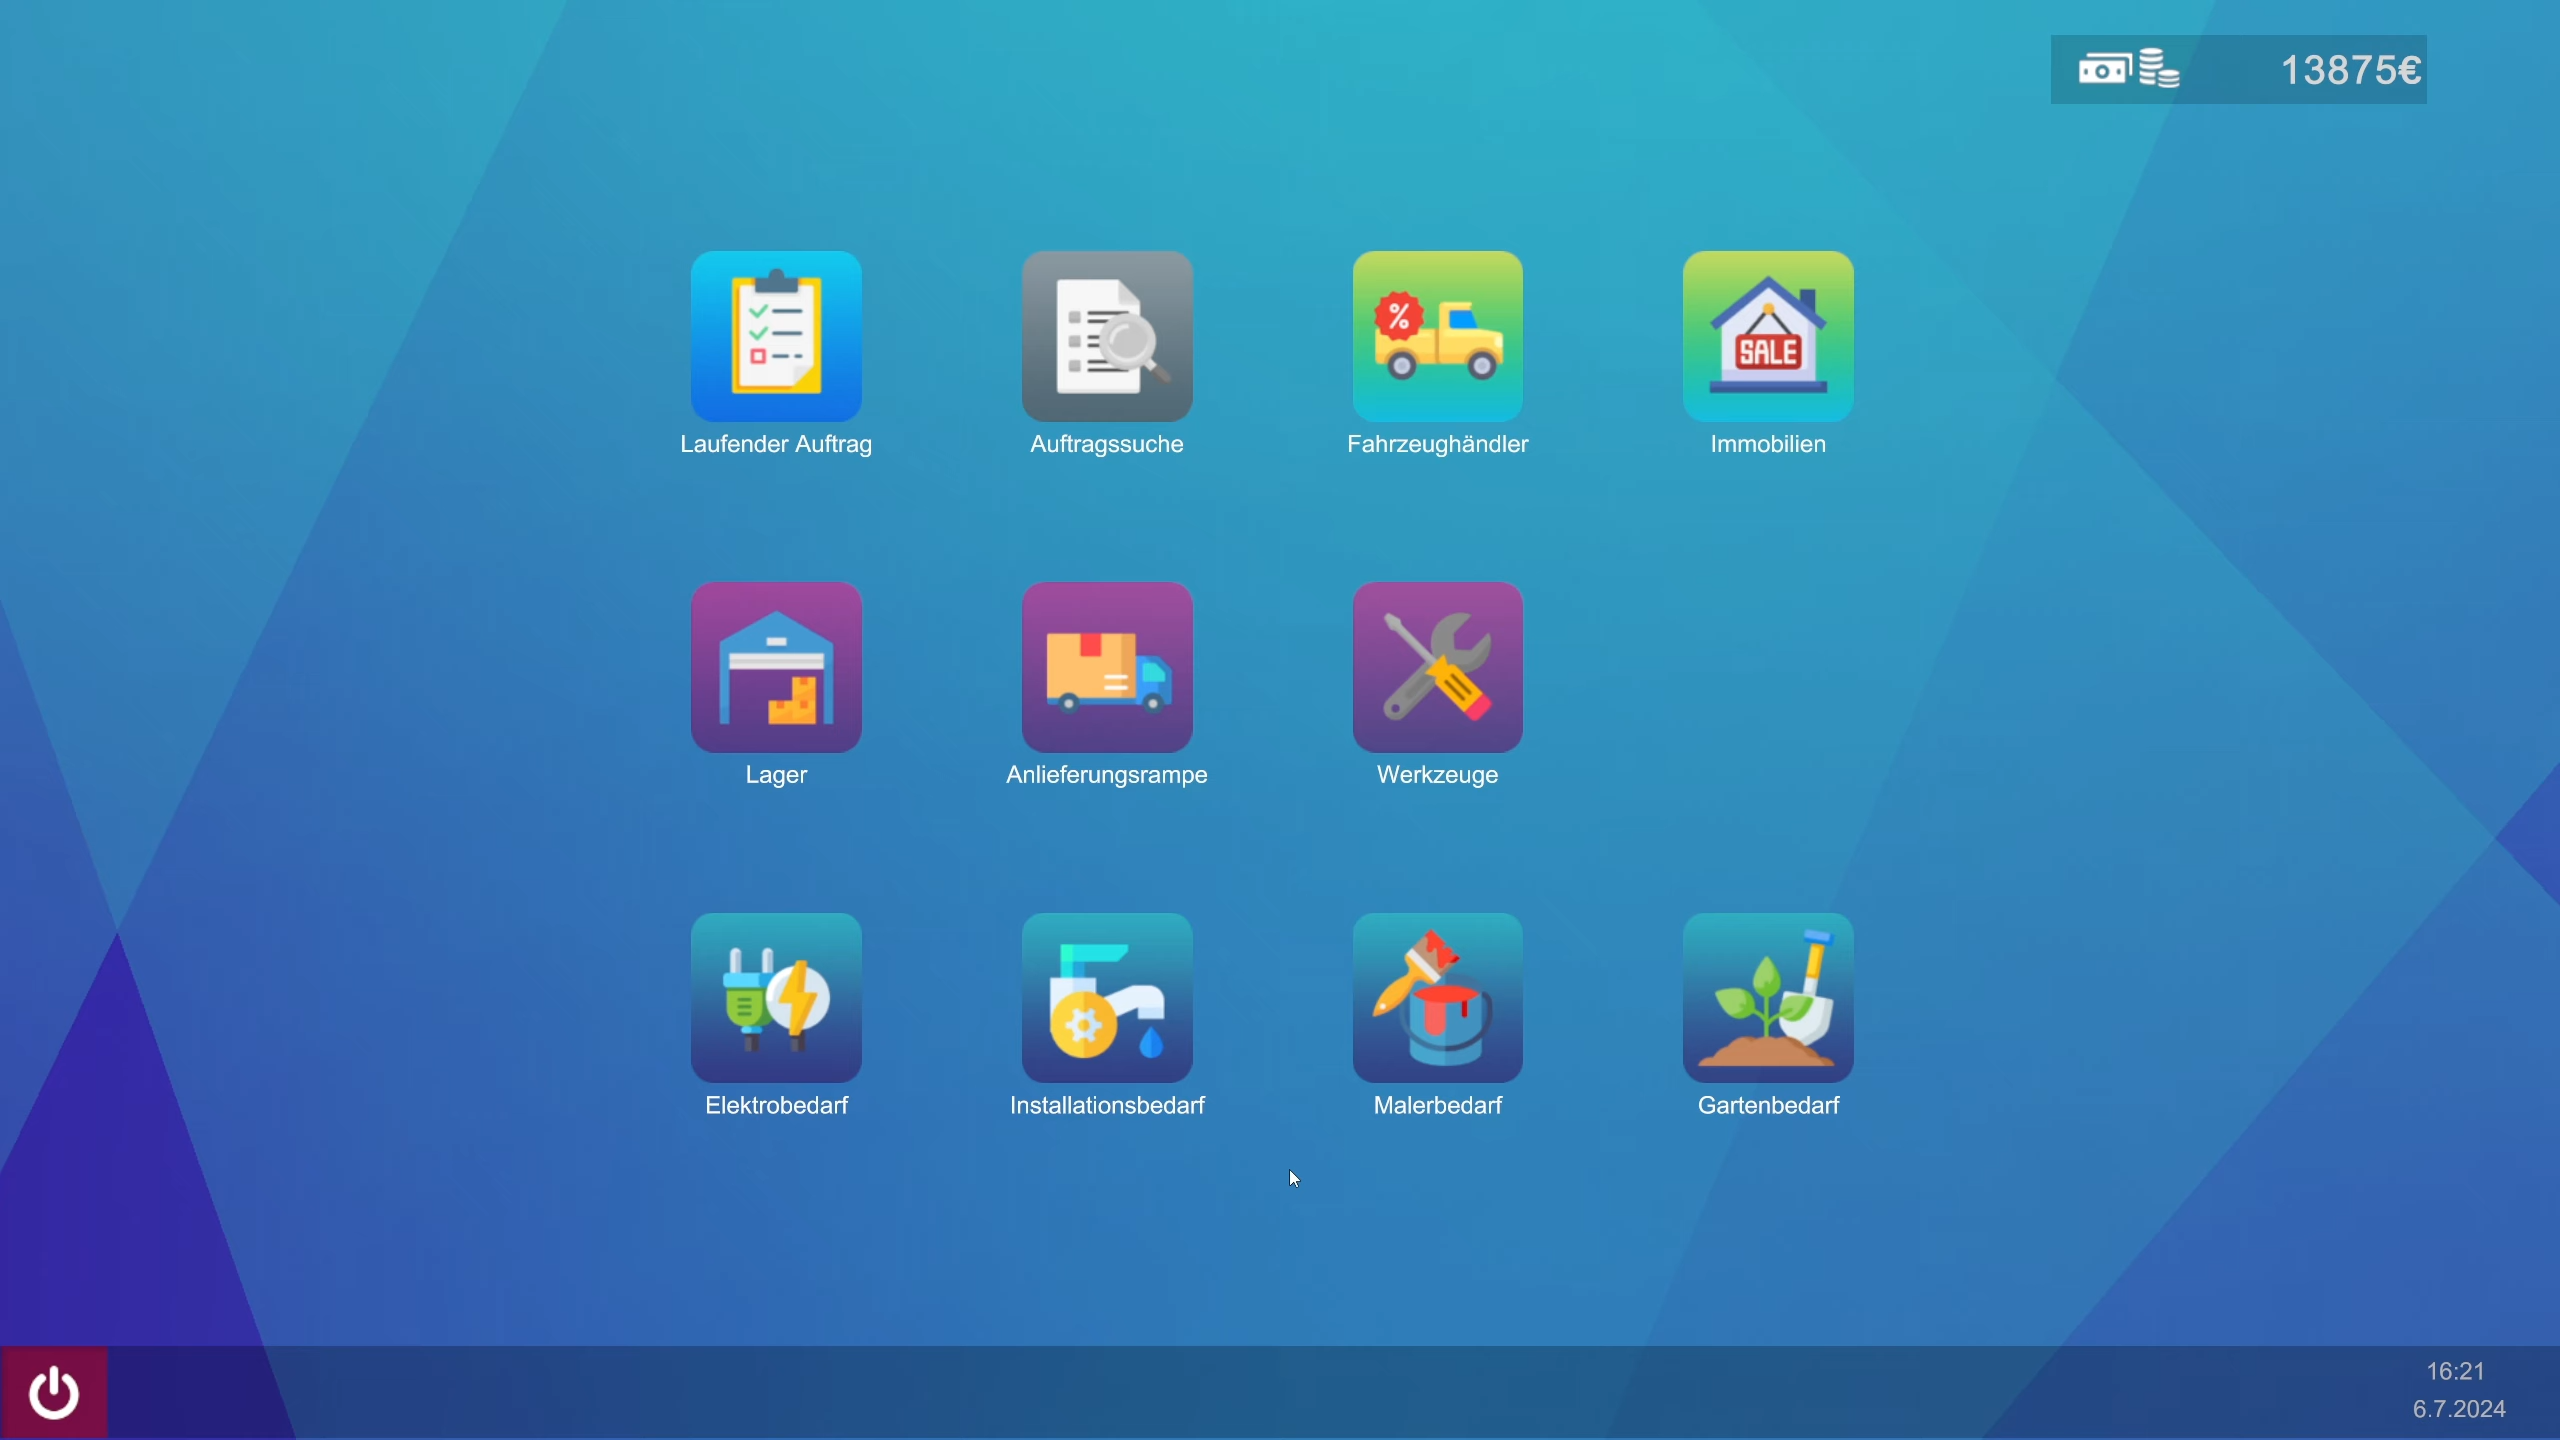 13875€
%
SALE
Laufender Auftrag
Auftragssuche
Fahrzeughändler
Immobilien
Lager
Anlieferungsrampe
Werkzeuge
Elektrobedarf
Installationsbedarf
Malerbedarf
Gartenbedarf
16:21
6.7.2024